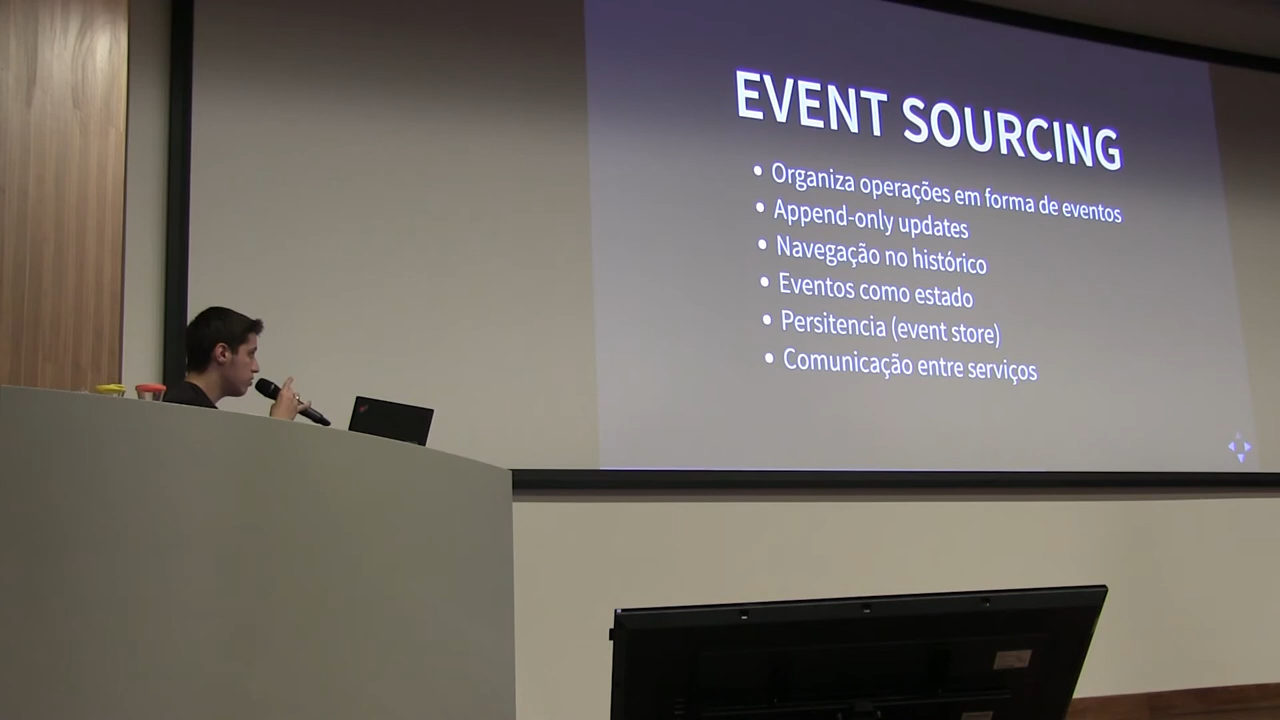 EVENT SOURCING
• Organiza operações em forma de eventos
• Append-only updates
• Navegação no histórico
• Eventos como estado
• Persitencia (event store)
• Comunicação entre serviços